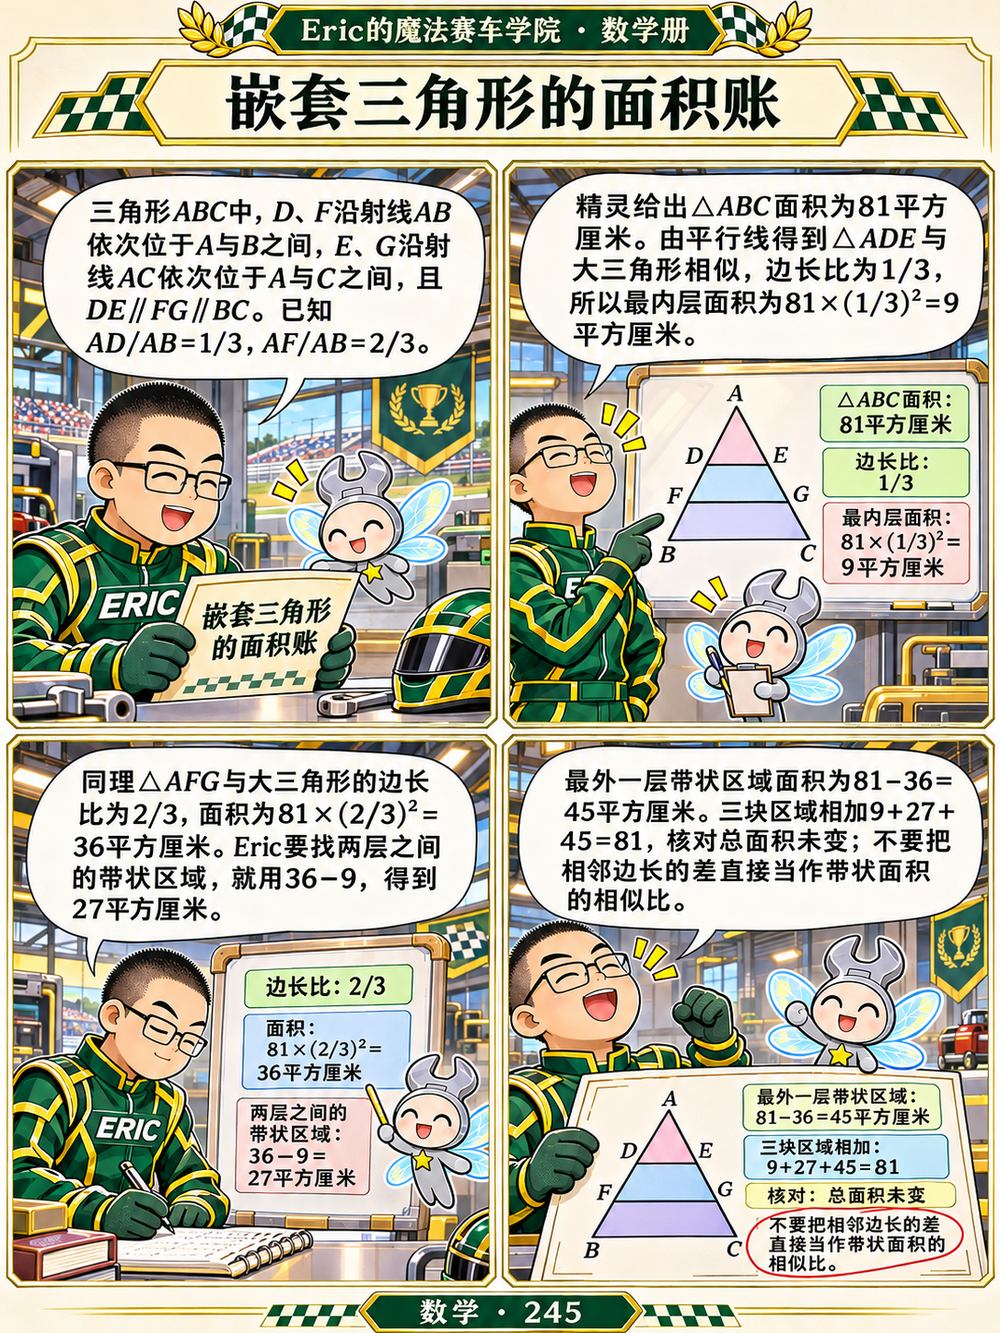 Eric的魔法赛车学院 · 数学册
嵌套三角形的面积账
三角形ABC中，D、F沿射线AB
依次位于A与B之间，E、G沿射
线AC依次位于A与C之间，且
DE∥FG∥BC。已知
AD/AB=1/3，AF/AB=2/3。
ERIC
嵌套三角形
的面积账
精灵给出△ABC面积为81平方
厘米。由平行线得到△ADE与
大三角形相似，边长比为1/3，
所以最内层面积为81×(1/3)²=9
平方厘米。
A
D
E
F
G
B
C
△ABC面积：
81平方厘米
边长比：
1/3
最内层面积：
81×(1/3)²=
9平方厘米
E
同理△AFG与大三角形的边长
比为2/3，面积为81×(2/3)²=
36平方厘米。Eric要找两层之间
的带状区域，就用36−9，得到
27平方厘米。
边长比：2/3
面积：
81×(2/3)²=
36平方厘米
两层之间的
带状区域：
36−9=
27平方厘米
ERIC
最外一层带状区域面积为81−36=
45平方厘米。三块区域相加9+27+
45=81，核对总面积未变；不要把
相邻边长的差直接当作带状面积
的相似比。
A
D
E
F
G
B
C
最外一层带状区域：
81−36=45平方厘米
三块区域相加：
9+27+45=81
核对：总面积未变
不要把相邻边长的差
直接当作带状面积的
相似比。
数学 · 245